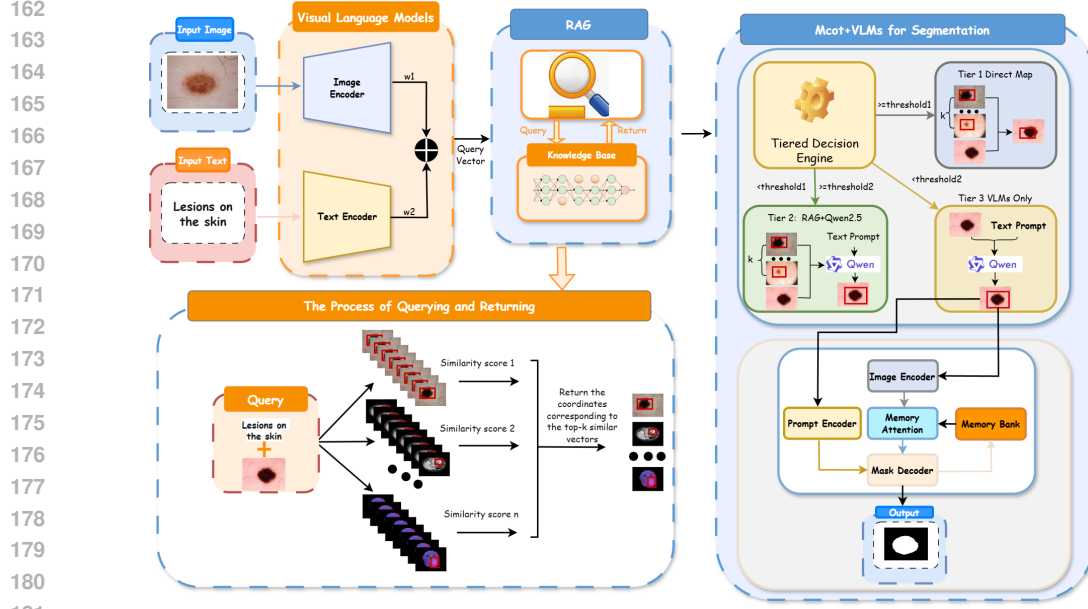 162
163
164
165
166
167
168
169
170
171
172
173
174
175
176
177
178
179
180
Input Image
Input Text
Lesions on
the skin
Visual Language Models
Image
Encoder
Text Encoder
w1
w2
Query
Vector
RAG
Query
Return
Knowledge Base
Mcot+VLMs for Segmentation
Tiered Decision
Engine
>=threshold1
<threshold1
>=threshold2
<threshold2
Tier 1 Direct Map
k
Tier 2: RAG+Qwen2.5
k
Text Prompt
Qwen
Tier 3 VLMs Only
Text Prompt
Qwen
The Process of Querying and Returning
Query
Lesions on
the skin
Similarity score 1
Similarity score 2
Similarity score n
Return the
coordinates
corresponding to
the top-k similar
vectors
Image Encoder
Prompt Encoder
Memory
Attention
Memory Bank
Mask Decoder
Output